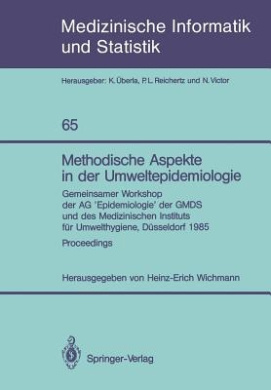 Medizinische Informatik
und Statistik
Herausgeber: K. Überla, P. L. Reichertz und N. Victor
65
Methodische Aspekte
in der Umweltepidemiologie
Gemeinsamer Workshop
der AG 'Epidemiologie' der GMDS
und des Medizinischen Instituts
für Umwelthygiene, Düsseldorf 1985
Proceedings
Herausgegeben von Heinz-Erich Wichmann
Springer-Verlag